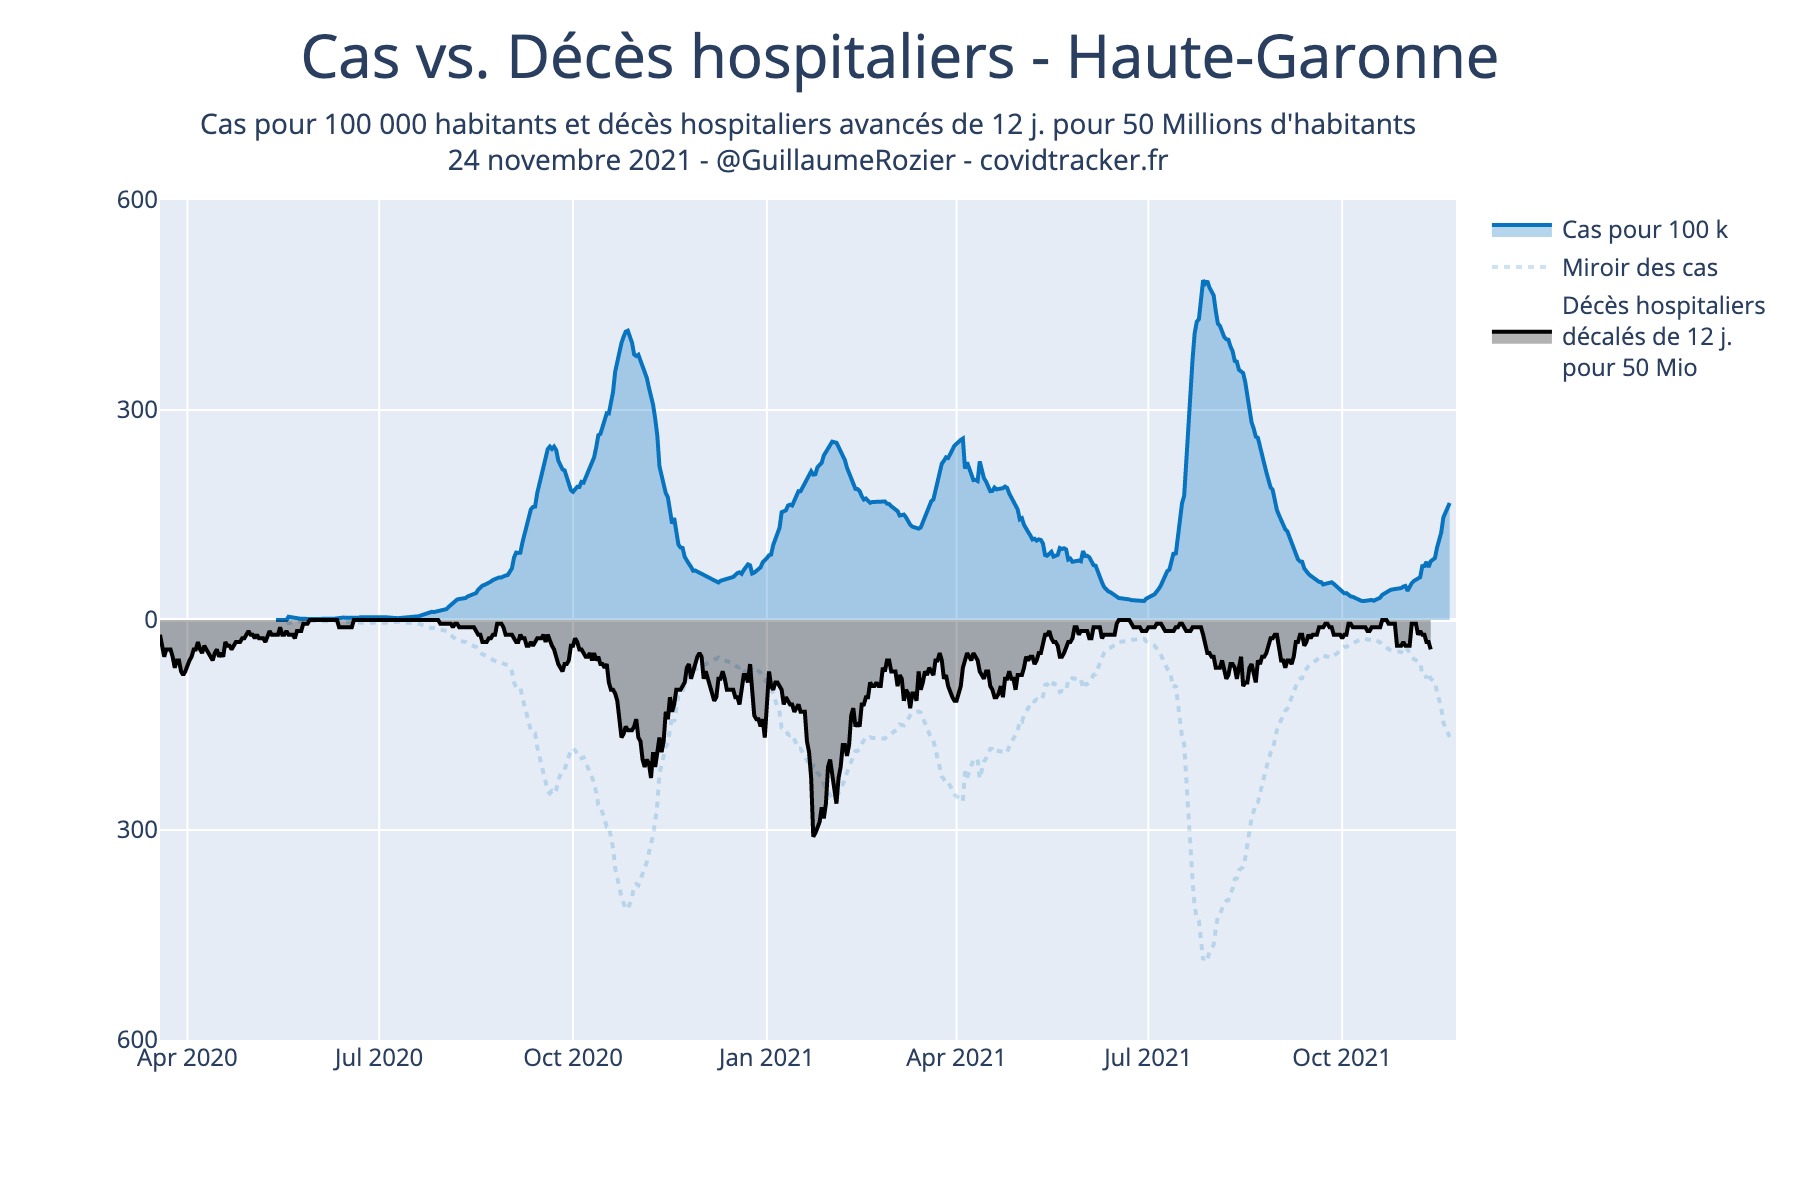 Cas vs. Décès hospitaliers - Haute-Garonne
Cas pour 100 000 habitants et décès hospitaliers avancés de 12 j. pour 50 Millions d'habitants
24 novembre 2021 - @GuillaumeRozier - covidtracker.fr
600
300
0
300
600
Apr 2020
Jul 2020
Oct 2020
Jan 2021
Apr 2021
Jul 2021
Oct 2021
Cas pour 100 k
Miroir des cas
Décès hospitaliers
décalés de 12 j.
pour 50 Mio